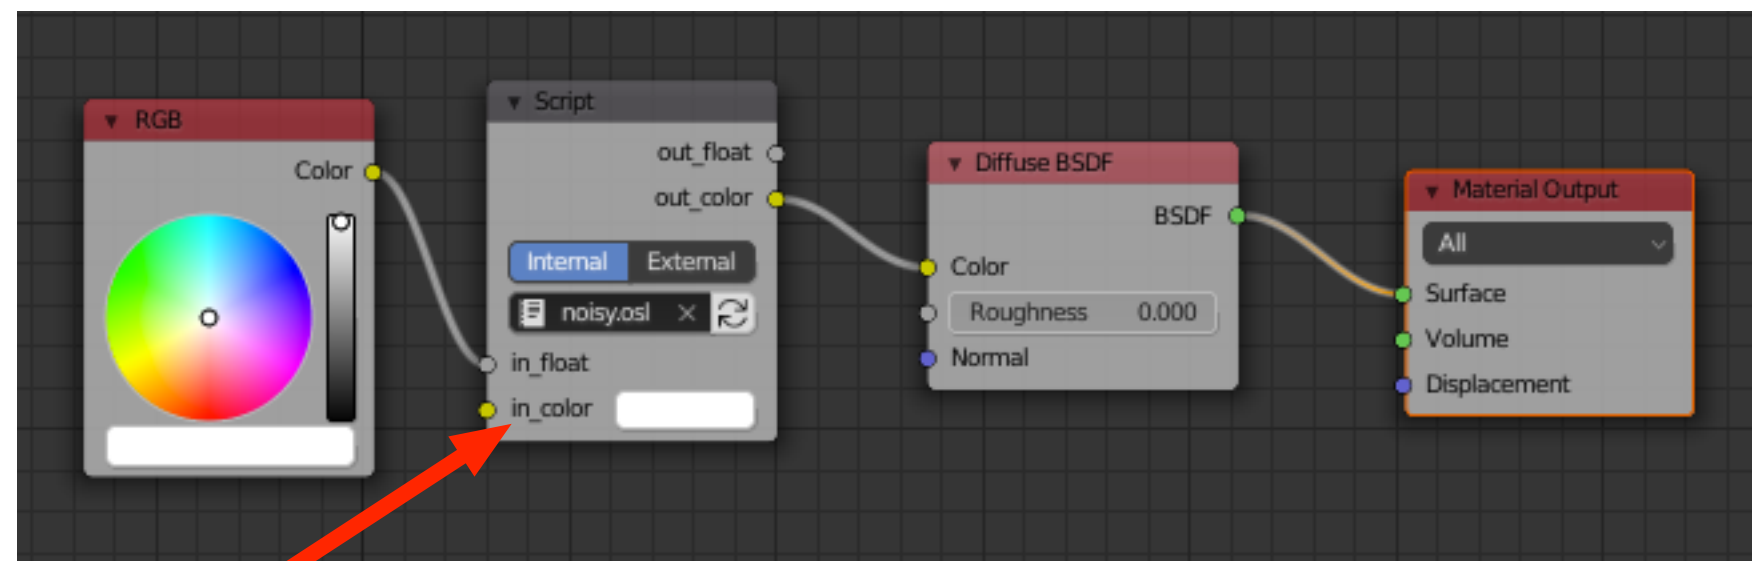 RGB
Color
Script
out_float
out_color
Internal External
noisy.osl
in_float
in_color
Diffuse BSDF
BSDF
Color
Roughness 0.000
Normal
Material Output
All
Surface
Volume
Displacement